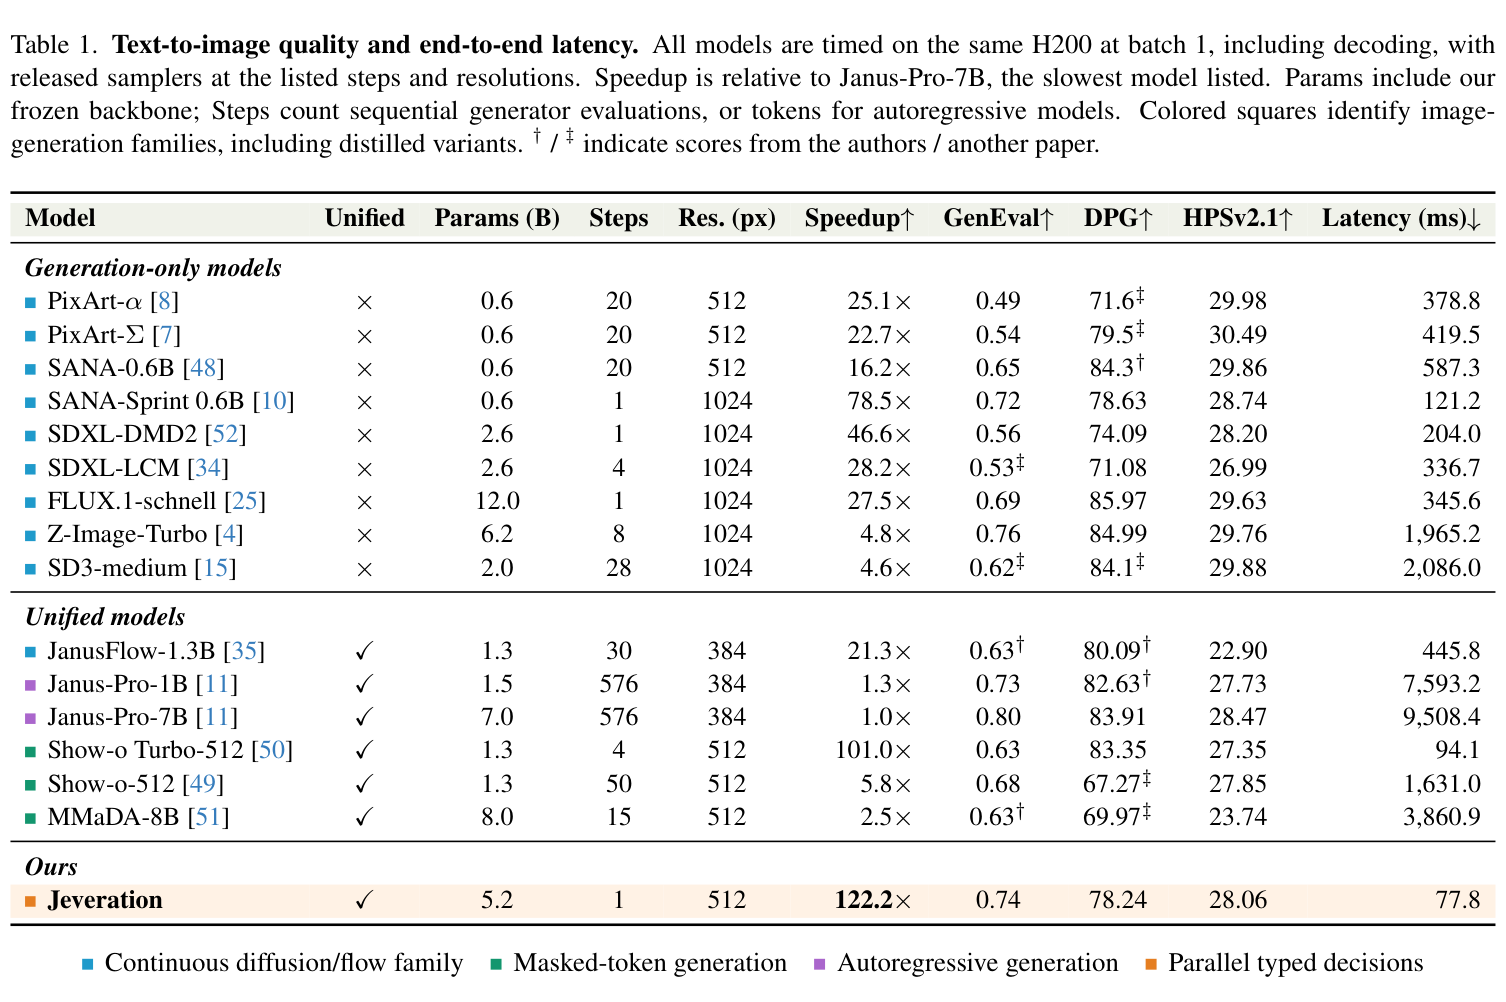 Table 1. Text-to-image quality and end-to-end latency. All models are timed on the same H200 at batch 1, including decoding, with
released samplers at the listed steps and resolutions. Speedup is relative to Janus-Pro-7B, the slowest model listed. Params include our
frozen backbone; Steps count sequential generator evaluations, or tokens for autoregressive models. Colored squares identify image-
generation families, including distilled variants. † / ‡ indicate scores from the authors / another paper.
Model Unified Params (B) Steps Res. (px) Speedup↑ GenEval↑ DPG↑ HPSv2.1↑ Latency (ms)↓
Generation-only models
PixArt-α [8] × 0.6 20 512 25.1× 0.49 71.6‡ 29.98 378.8
PixArt-Σ [7] × 0.6 20 512 22.7× 0.54 79.5‡ 30.49 419.5
SANA-0.6B [48] × 0.6 20 512 16.2× 0.65 84.3† 29.86 587.3
SANA-Sprint 0.6B [10] × 0.6 1 1024 78.5× 0.72 78.63 28.74 121.2
SDXL-DMD2 [52] × 2.6 1 1024 46.6× 0.56 74.09 28.20 204.0
SDXL-LCM [34] × 2.6 4 1024 28.2× 0.53‡ 71.08 26.99 336.7
FLUX.1-schnell [25] × 12.0 1 1024 27.5× 0.69 85.97 29.63 345.6
Z-Image-Turbo [4] × 6.2 8 1024 4.8× 0.76 84.99 29.76 1,965.2
SD3-medium [15] × 2.0 28 1024 4.6× 0.62‡ 84.1‡ 29.88 2,086.0
Unified models
JanusFlow-1.3B [35] ✓ 1.3 30 384 21.3× 0.63† 80.09† 22.90 445.8
Janus-Pro-1B [11] ✓ 1.5 576 384 1.3× 0.73 82.63† 27.73 7,593.2
Janus-Pro-7B [11] ✓ 7.0 576 384 1.0× 0.80 83.91 28.47 9,508.4
Show-o Turbo-512 [50] ✓ 1.3 4 512 101.0× 0.63 83.35 27.35 94.1
Show-o-512 [49] ✓ 1.3 50 512 5.8× 0.68 67.27‡ 27.85 1,631.0
MMaDA-8B [51] ✓ 8.0 15 512 2.5× 0.63† 69.97‡ 23.74 3,860.9
Ours
Jeveration ✓ 5.2 1 512 122.2× 0.74 78.24 28.06 77.8
Continuous diffusion/flow family Masked-token generation Autoregressive generation Parallel typed decisions